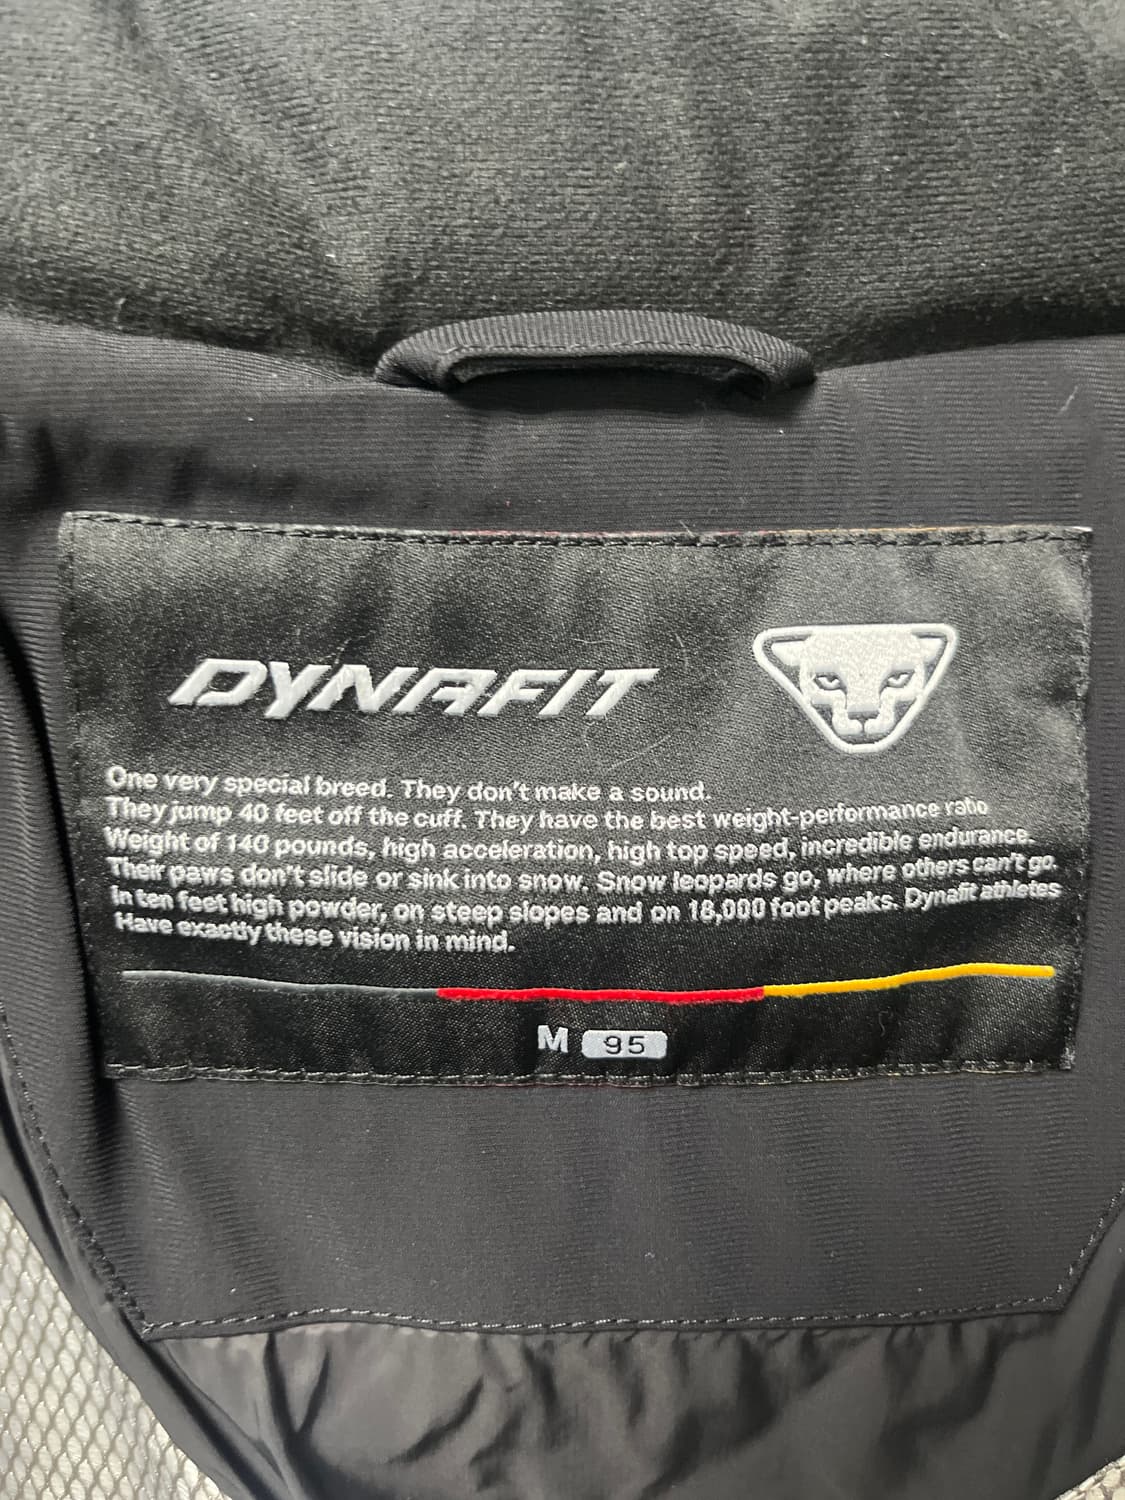 DYNAFIT
One very special breed. They don't make a sound.
They jump 40 feet off the cuff. They have the best weight-performance ratio
Weight of 140 pounds, high acceleration, high top speed, incredible endurance.
Their paws don't slide or sink into snow. Snow leopards go, where others can't go.
In ten feet high powder, on steep slopes and on 18,000 foot peaks. Dynafit athletes
Have exactly these vision in mind.
M 95